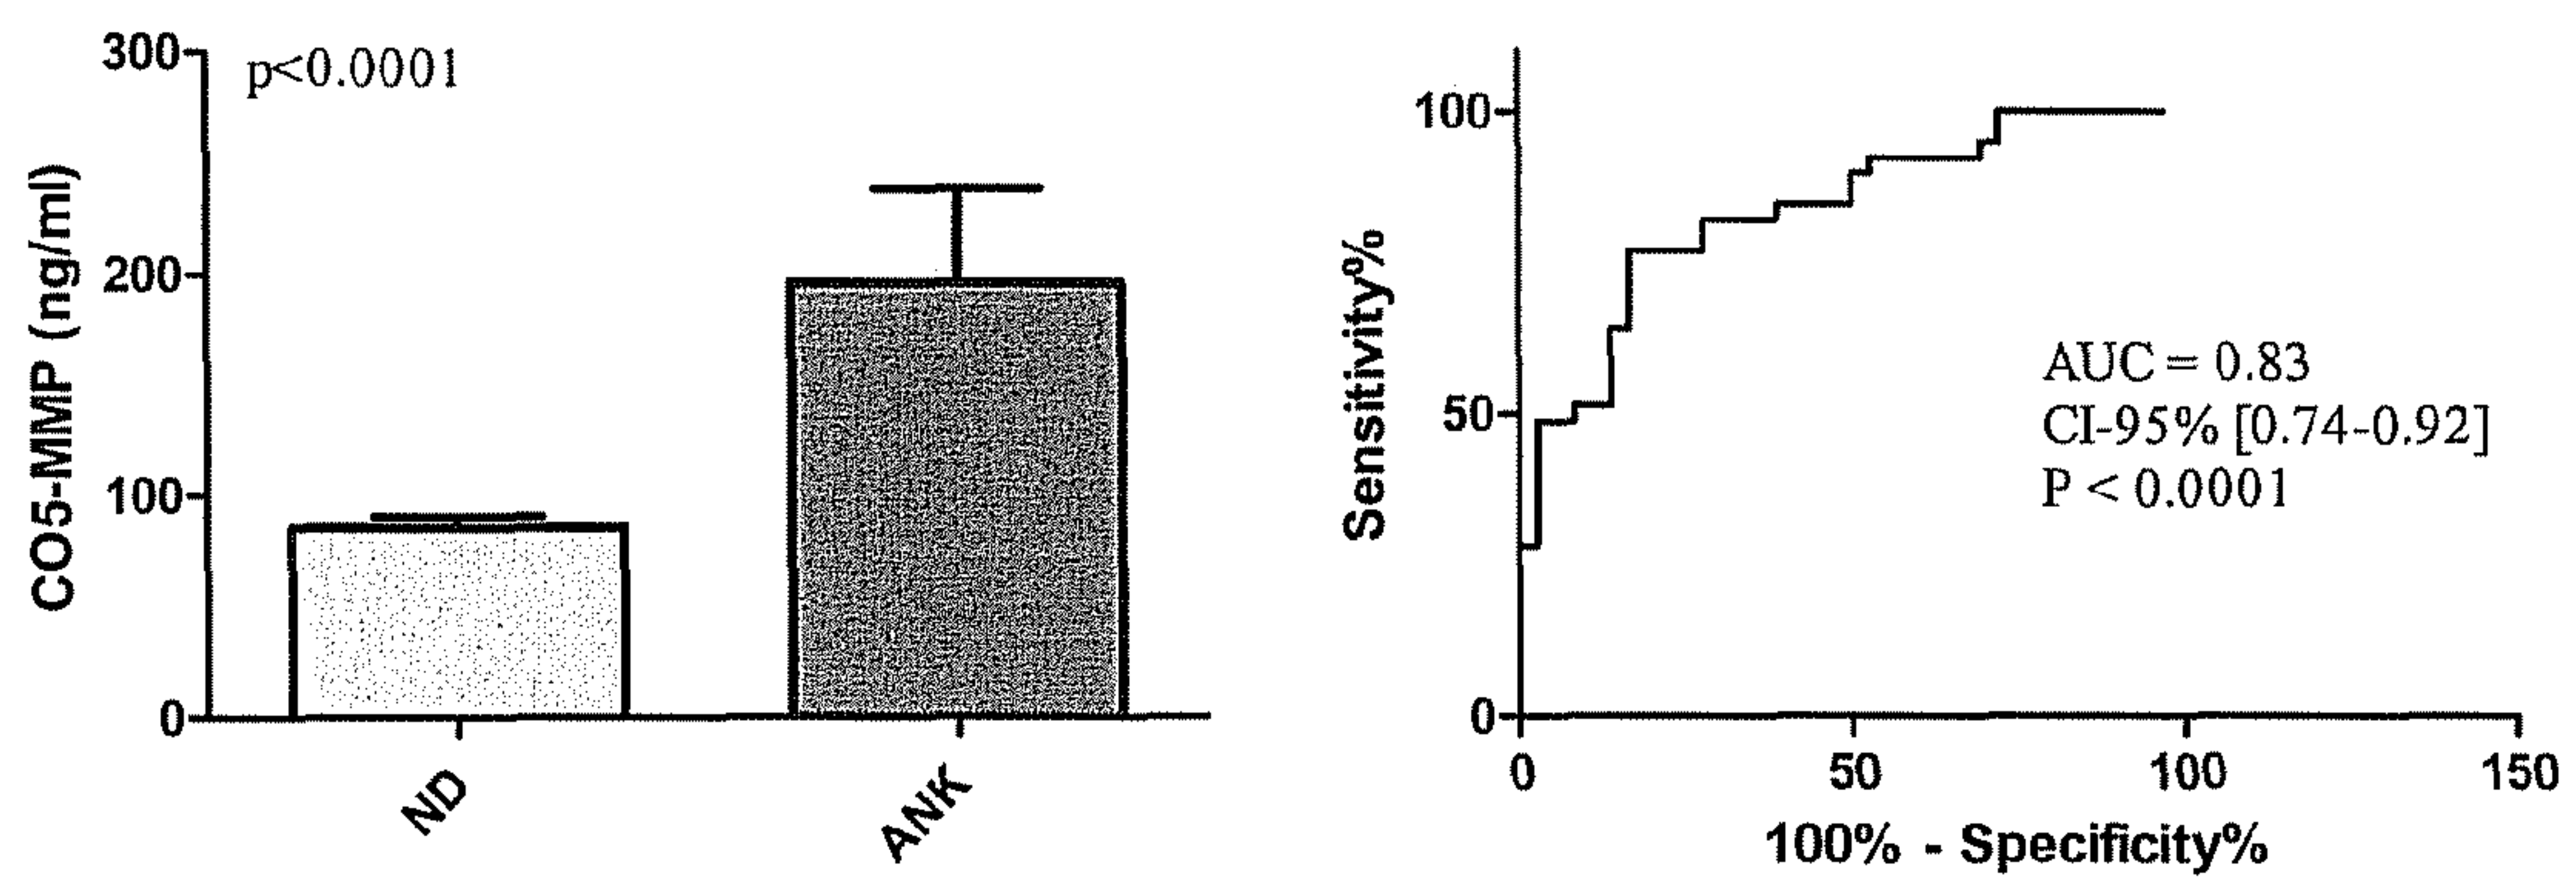 300
200
100
0
CO5-MMP (ng/ml)
p<0.0001
ND
ANK
100
50
0
Sensitivity%
AUC = 0.83
CI-95% [0.74-0.92]
P < 0.0001
0
50
100
150
100% - Specificity%